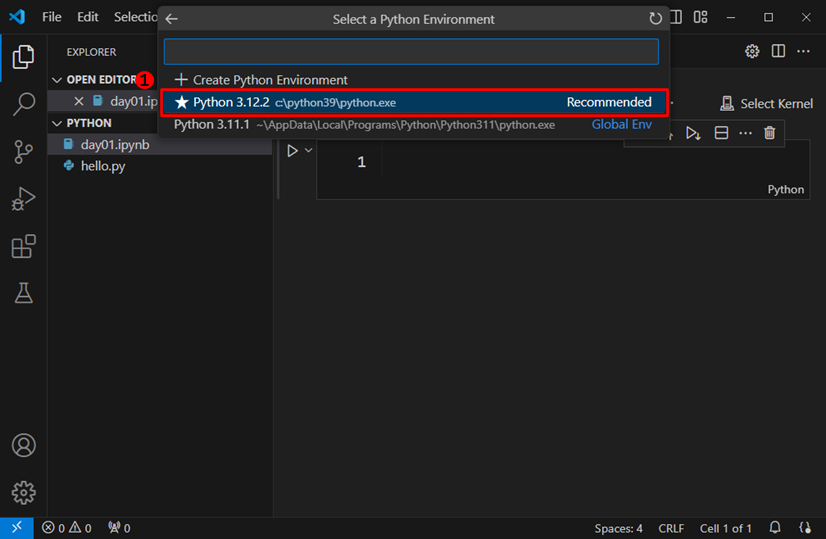 File Edit Selectio
Select a Python Environment
EXPLORER
OPEN EDITOR
1
Create Python Environment
day01.ip
Python 3.12.2 c:\python39\python.exe Recommended
Select Kernel
PYTHON
Python 3.11.1 ~\AppData\Local\Programs\Python\Python311\python.exe Global Env
day01.ipynb
hello.py
1
Python
0 0 0
Spaces: 4 CRLF Cell 1 of 1